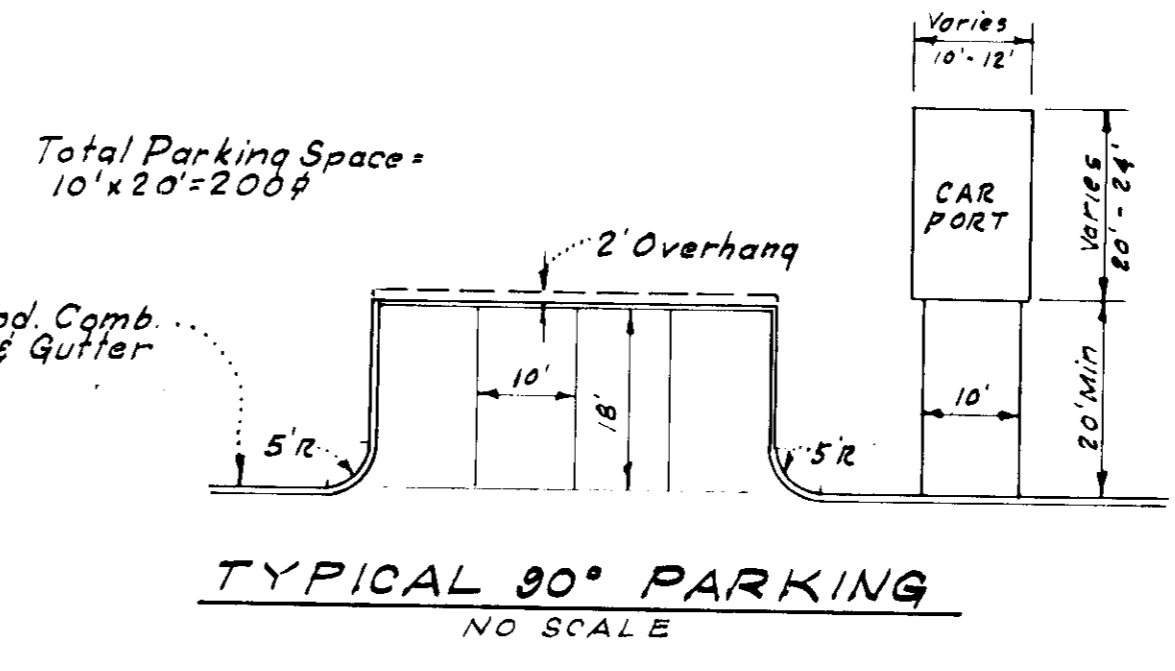 Varies
10'-12'
Total Parking Space =
10'x20'=200⌀
CAR
PORT
Varies
20'-24'
2' Overhang
Comb.
& Gutter
10'
18'
5'R
5'R
10'
20'Min
TYPICAL 90° PARKING
NO SCALE